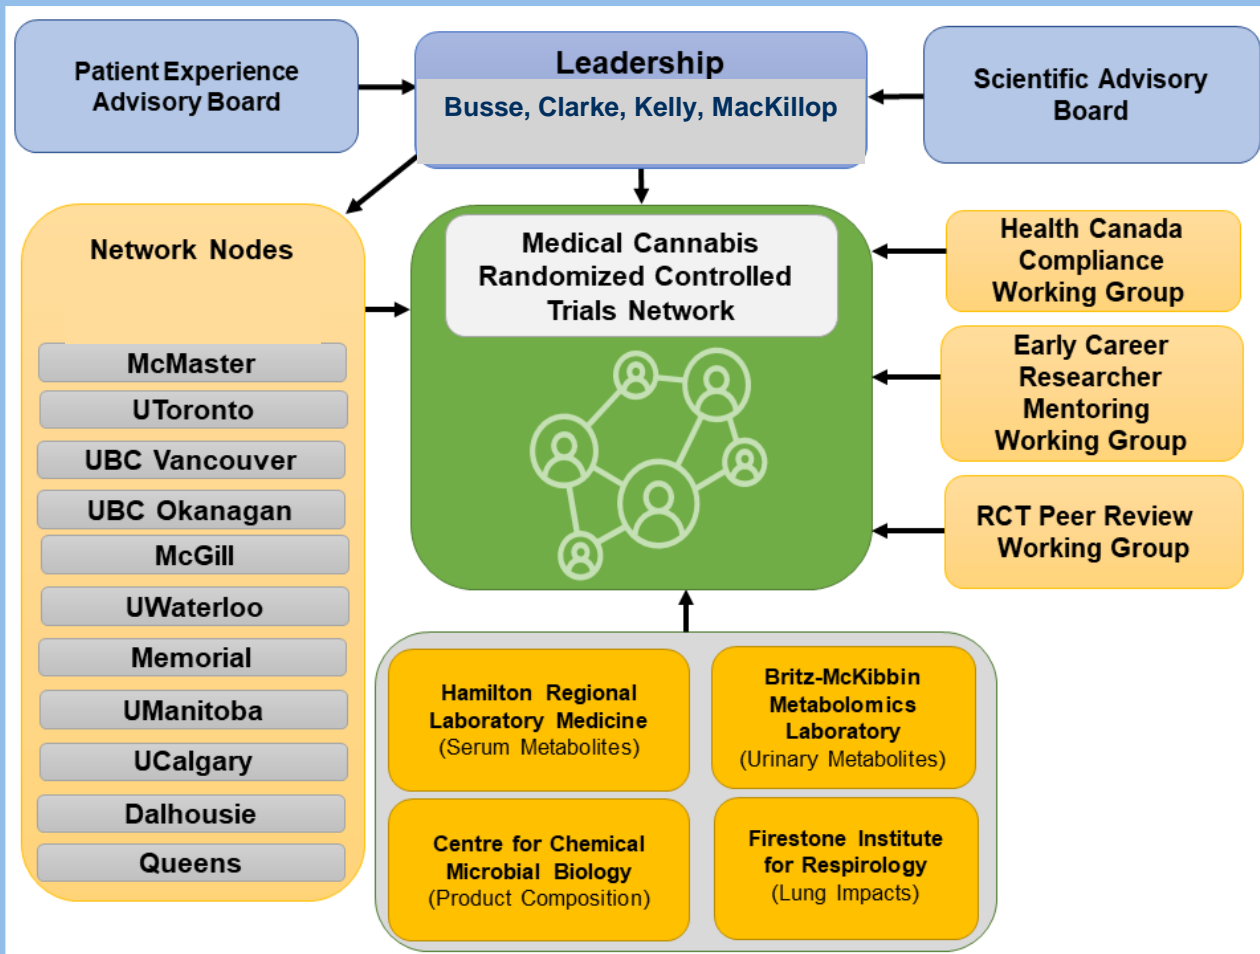 Patient Experience
Advisory Board
Leadership
Busse, Clarke, Kelly, MacKillop
Scientific Advisory
Board
Network Nodes
McMaster
UToronto
UBC Vancouver
UBC Okanagan
McGill
UWaterloo
Memorial
UManitoba
UCalgary
Dalhousie
Queens
Medical Cannabis
Randomized Controlled
Trials Network
Health Canada
Compliance
Working Group
Early Career
Researcher
Mentoring
Working Group
RCT Peer Review
Working Group
Hamilton Regional
Laboratory Medicine
(Serum Metabolites)
Britz-McKibbin
Metabolomics
Laboratory
(Urinary Metabolites)
Centre for Chemical
Microbial Biology
(Product Composition)
Firestone Institute
for Respirology
(Lung Impacts)